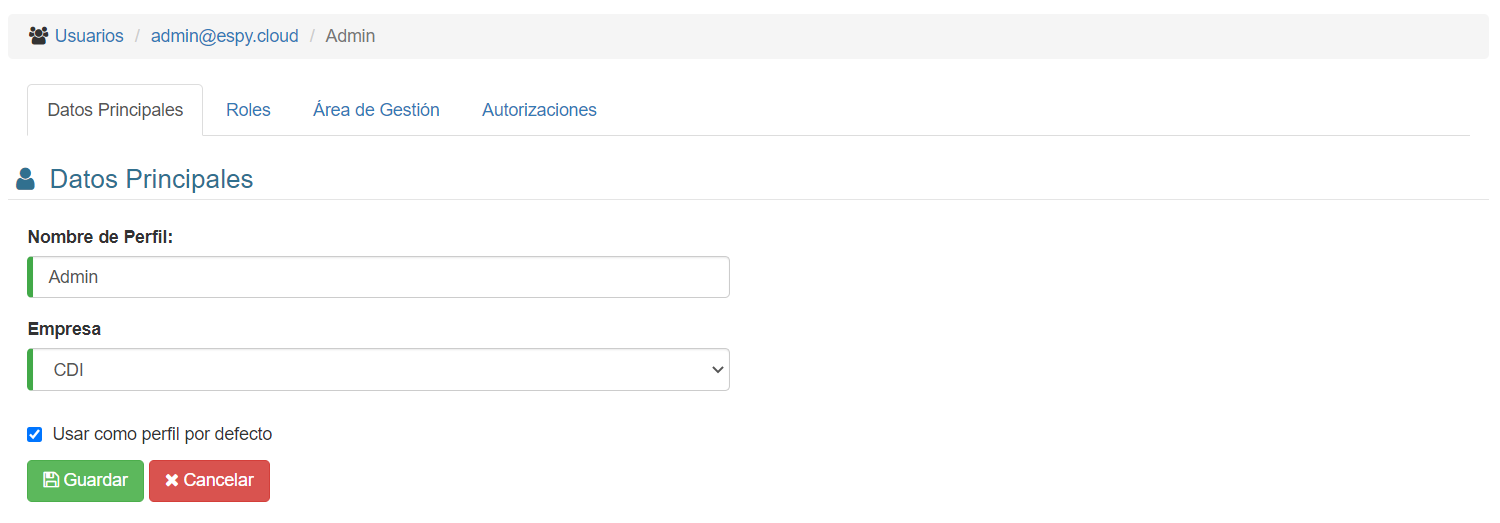 Usuarios / admin@espy.cloud / Admin
Datos Principales Roles Área de Gestión Autorizaciones
Datos Principales
Nombre de Perfil:
Admin
Empresa
CDI
Usar como perfil por defecto
Guardar Cancelar